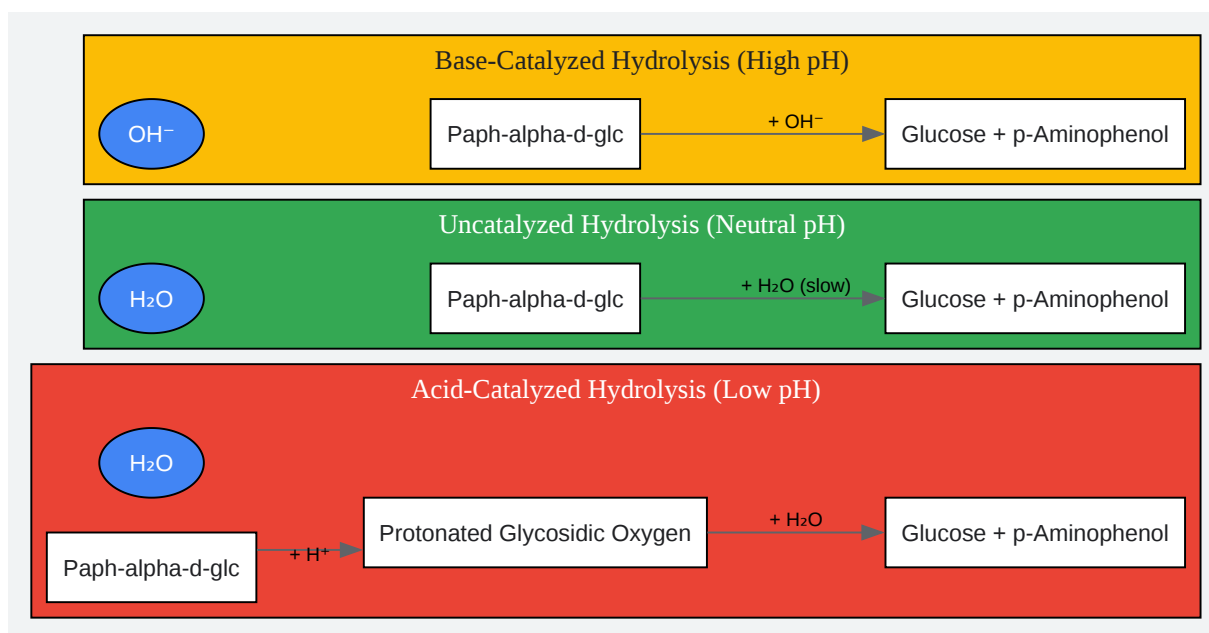 Base-Catalyzed Hydrolysis (High pH)
OH⁻
Paph-alpha-d-glc
+ OH⁻
Glucose + p-Aminophenol
Uncatalyzed Hydrolysis (Neutral pH)
H₂O
Paph-alpha-d-glc
+ H₂O (slow)
Glucose + p-Aminophenol
Acid-Catalyzed Hydrolysis (Low pH)
H₂O
Paph-alpha-d-glc
+ H⁺
Protonated Glycosidic Oxygen
+ H₂O
Glucose + p-Aminophenol